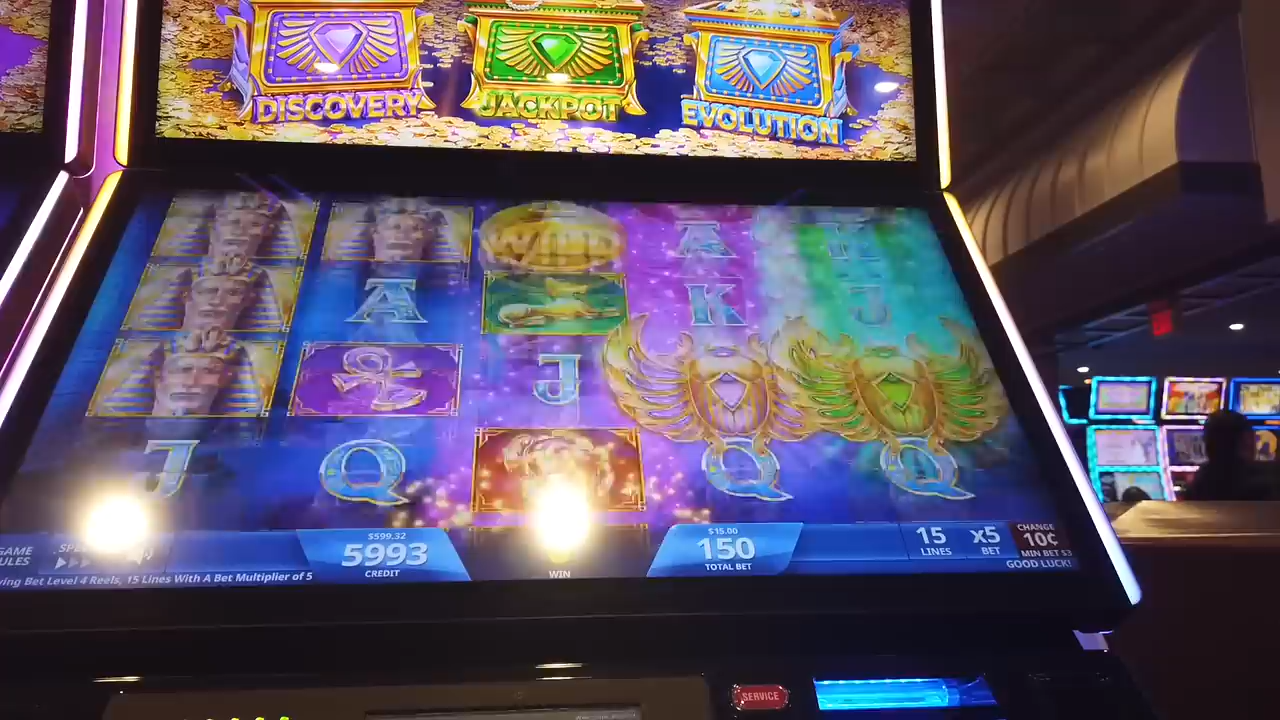 DISCOVERY
JACKPOT
EVOLUTION
WILD
A
K
A
K
J
J
J
Q
Q
Q
$599.32
5993
CREDIT
WIN
$15.00
150
TOTAL BET
15
LINES
x5
BET
CHANGE
10¢
MIN BET $3
GOOD LUCK!
GAME
RULES
ying Bet Level 4 Reels, 15 Lines With A Bet Multiplier of 5
SERVICE